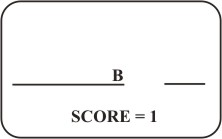 B
SCORE = 1